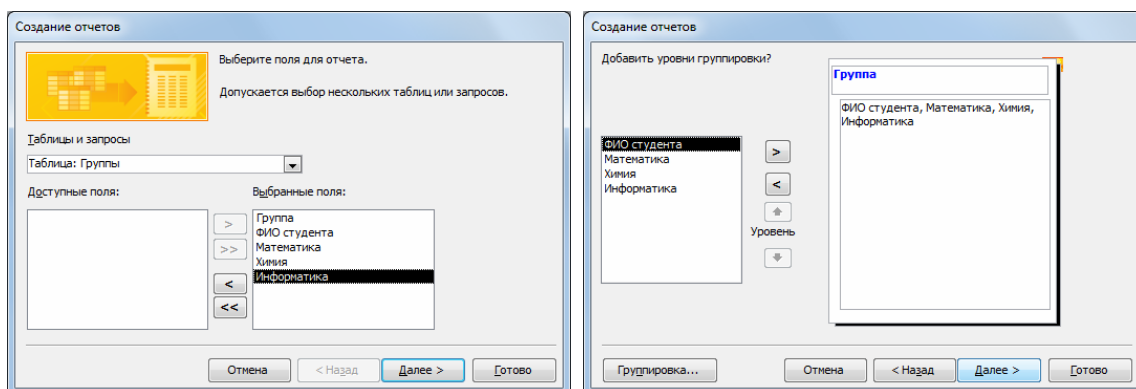 Создание отчетов
Выберите поля для отчета.
Допускается выбор нескольких таблиц или запросов.
Таблицы и запросы
Таблица: Группы
Доступные поля:
Выбранные поля:
>
>>
<
<<
Группа
ФИО студента
Математика
Химия
Информатика
Отмена
< Назад
Далее >
Готово
Создание отчетов
Добавить уровни группировки?
ФИО студента
Математика
Химия
Информатика
>
<
Уровень
Группа
ФИО студента, Математика, Химия,
Информатика
Группировка...
Отмена
< Назад
Далее >
Готово